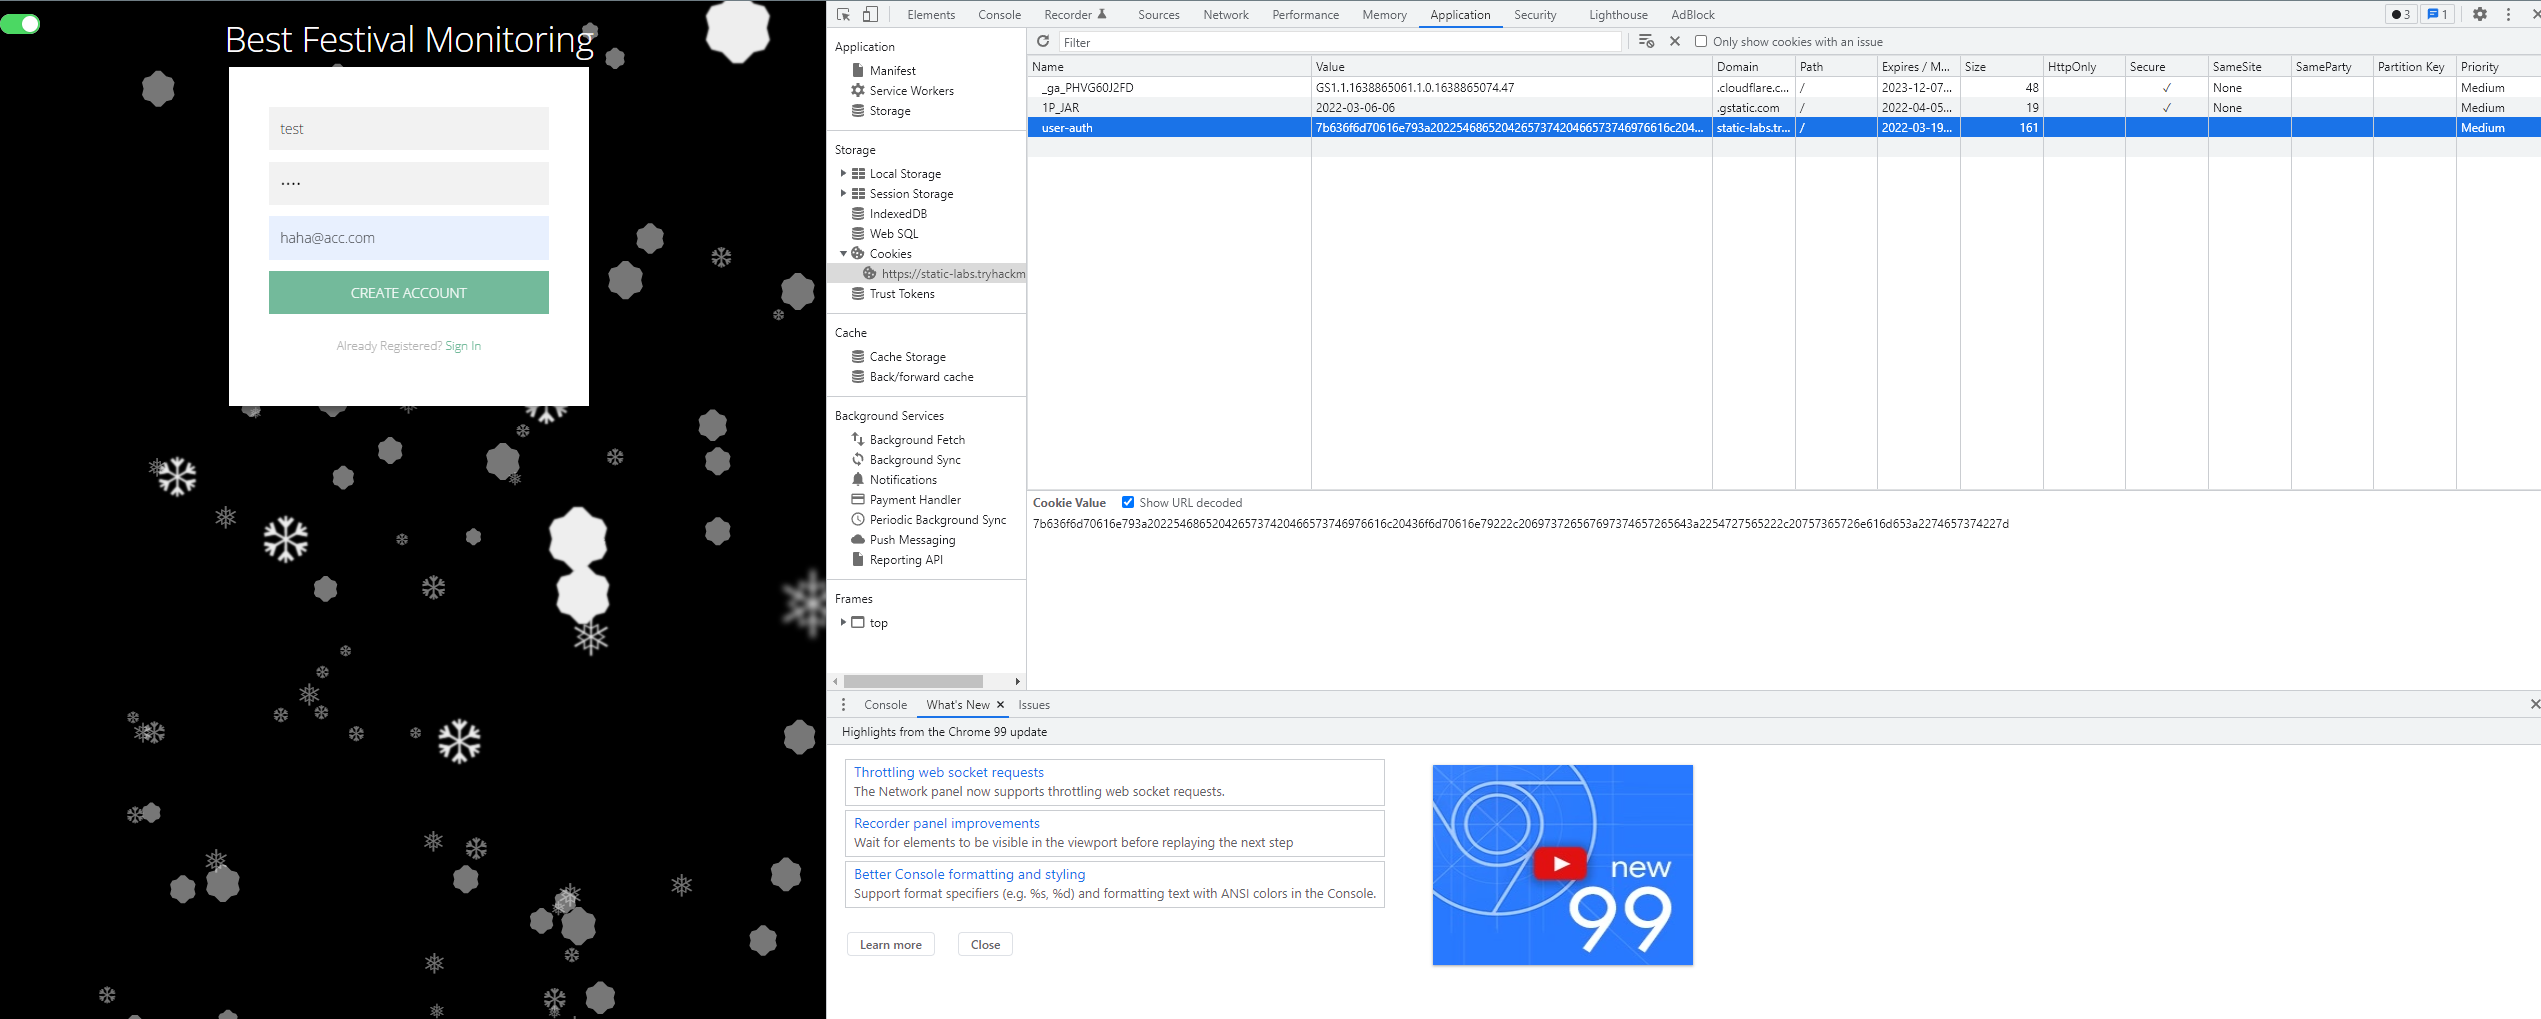 Best Festival Monitoring
test
····
haha@acc.com
CREATE ACCOUNT
Already Registered? Sign In
Elements Console Recorder Sources Network Performance Memory Application Security Lighthouse AdBlock 3 1
Application
Manifest
Service Workers
Storage
Storage
Local Storage
Session Storage
IndexedDB
Web SQL
Cookies
https://static-labs.tryhackm
Trust Tokens
Cache
Cache Storage
Back/forward cache
Background Services
Background Fetch
Background Sync
Notifications
Payment Handler
Periodic Background Sync
Push Messaging
Reporting API
Frames
top
Filter Only show cookies with an issue
Name Value Domain Path Expires / M... Size HttpOnly Secure SameSite SameParty Partition Key Priority
_ga_PHVG60J2FD GS1.1.1638865061.1.0.1638865074.47 .cloudflare.c... / 2023-12-07... 48 ✓ None Medium
1P_JAR 2022-03-06-06 .gstatic.com / 2022-04-05... 19 ✓ None Medium
user-auth 7b636f6d70616e793a2022546865204265737420466573746976616c204... static-labs.tr... / 2022-03-19... 161 Medium
Cookie Value Show URL decoded
7b636f6d70616e793a2022546865204265737420466573746976616c20436f6d70616e79222c206973726567697374657265643a2254727565222c20757365726e616d653a2274657374227d
Console What's New Issues
Highlights from the Chrome 99 update
Throttling web socket requests
The Network panel now supports throttling web socket requests.
Recorder panel improvements
Wait for elements to be visible in the viewport before replaying the next step
Better Console formatting and styling
Support format specifiers (e.g. %s, %d) and formatting text with ANSI colors in the Console.
Learn more Close
new
99